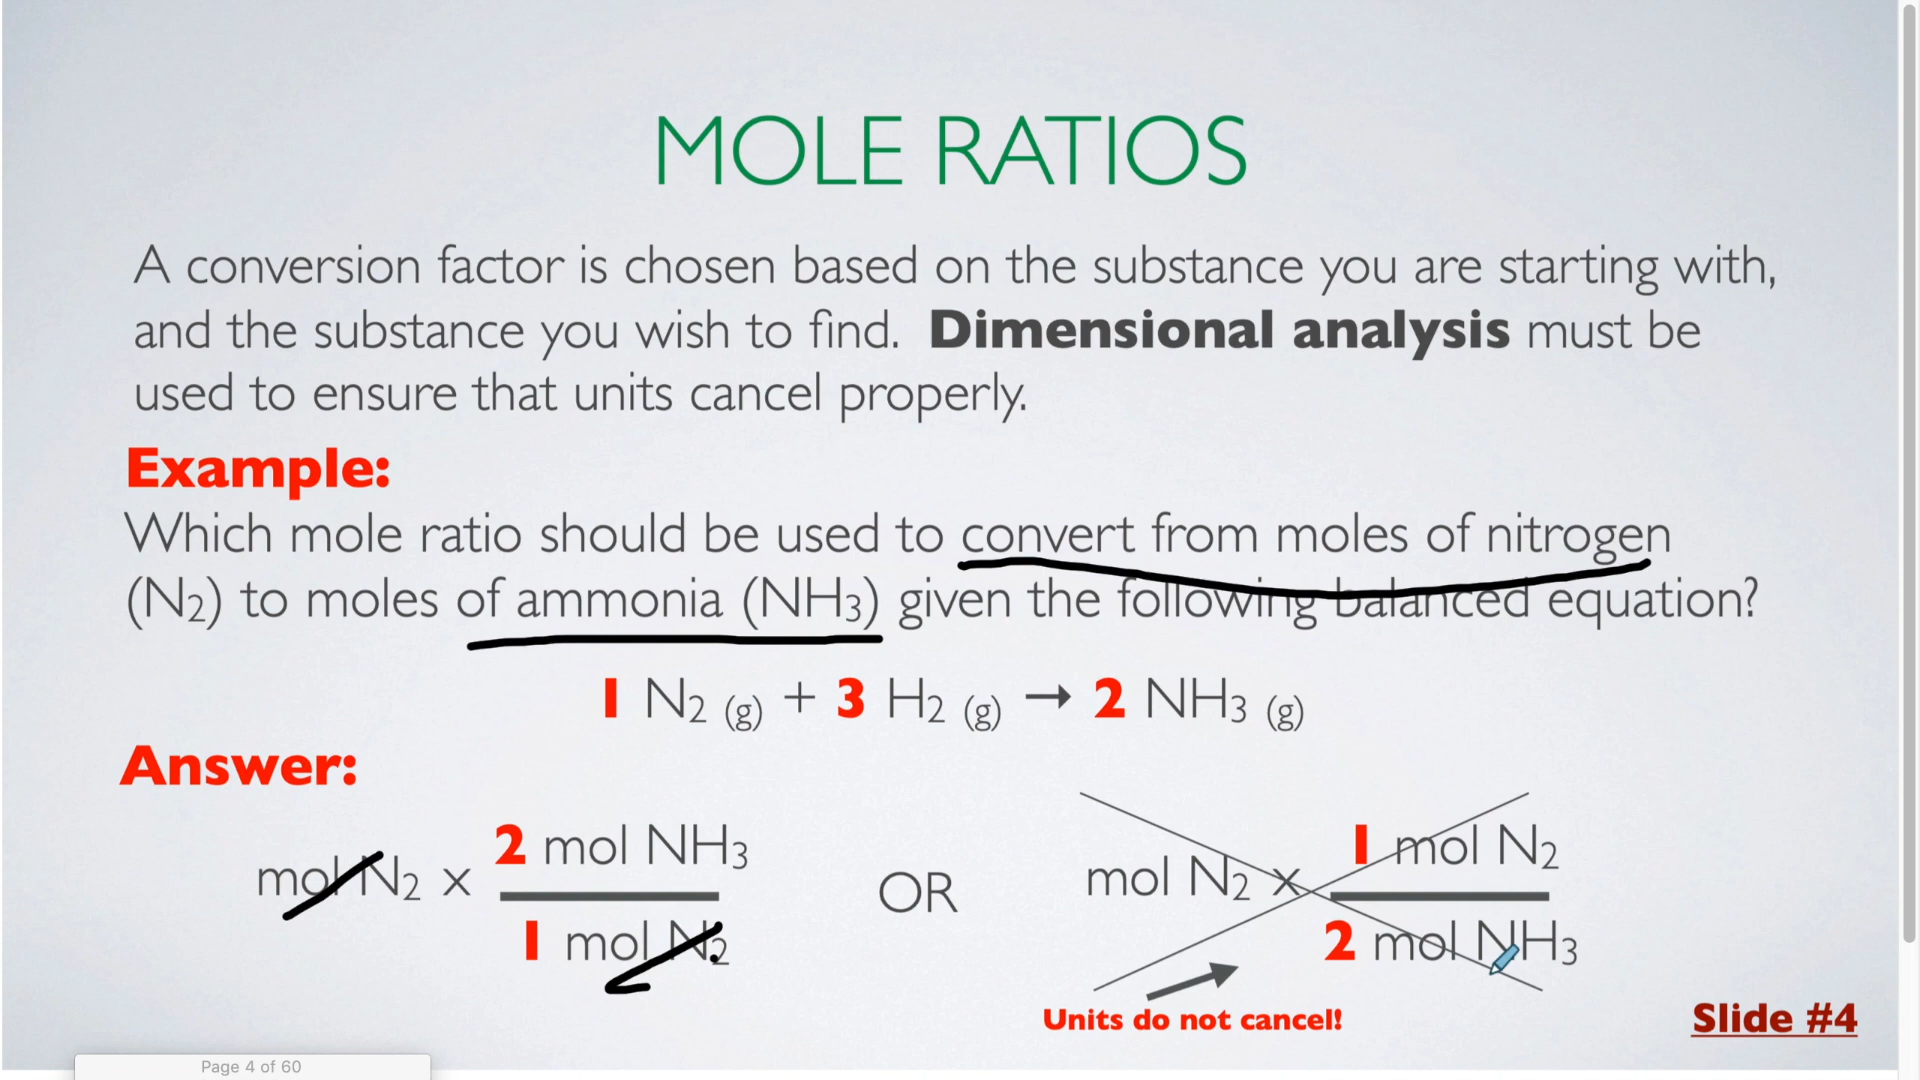 MOLE RATIOS
A conversion factor is chosen based on the substance you are starting with,
and the substance you wish to find. Dimensional analysis must be
used to ensure that units cancel properly.
Example:
Which mole ratio should be used to convert from moles of nitrogen
(N₂) to moles of ammonia (NH₃) given the following balanced equation?
1 N₂ (g) + 3 H₂ (g) → 2 NH₃ (g)
Answer:
mol N₂ x 2 mol NH₃
1 mol N₂
OR
mol N₂ x 1 mol N₂
2 mol NH₃
Units do not cancel!
Slide #4
Page 4 of 60